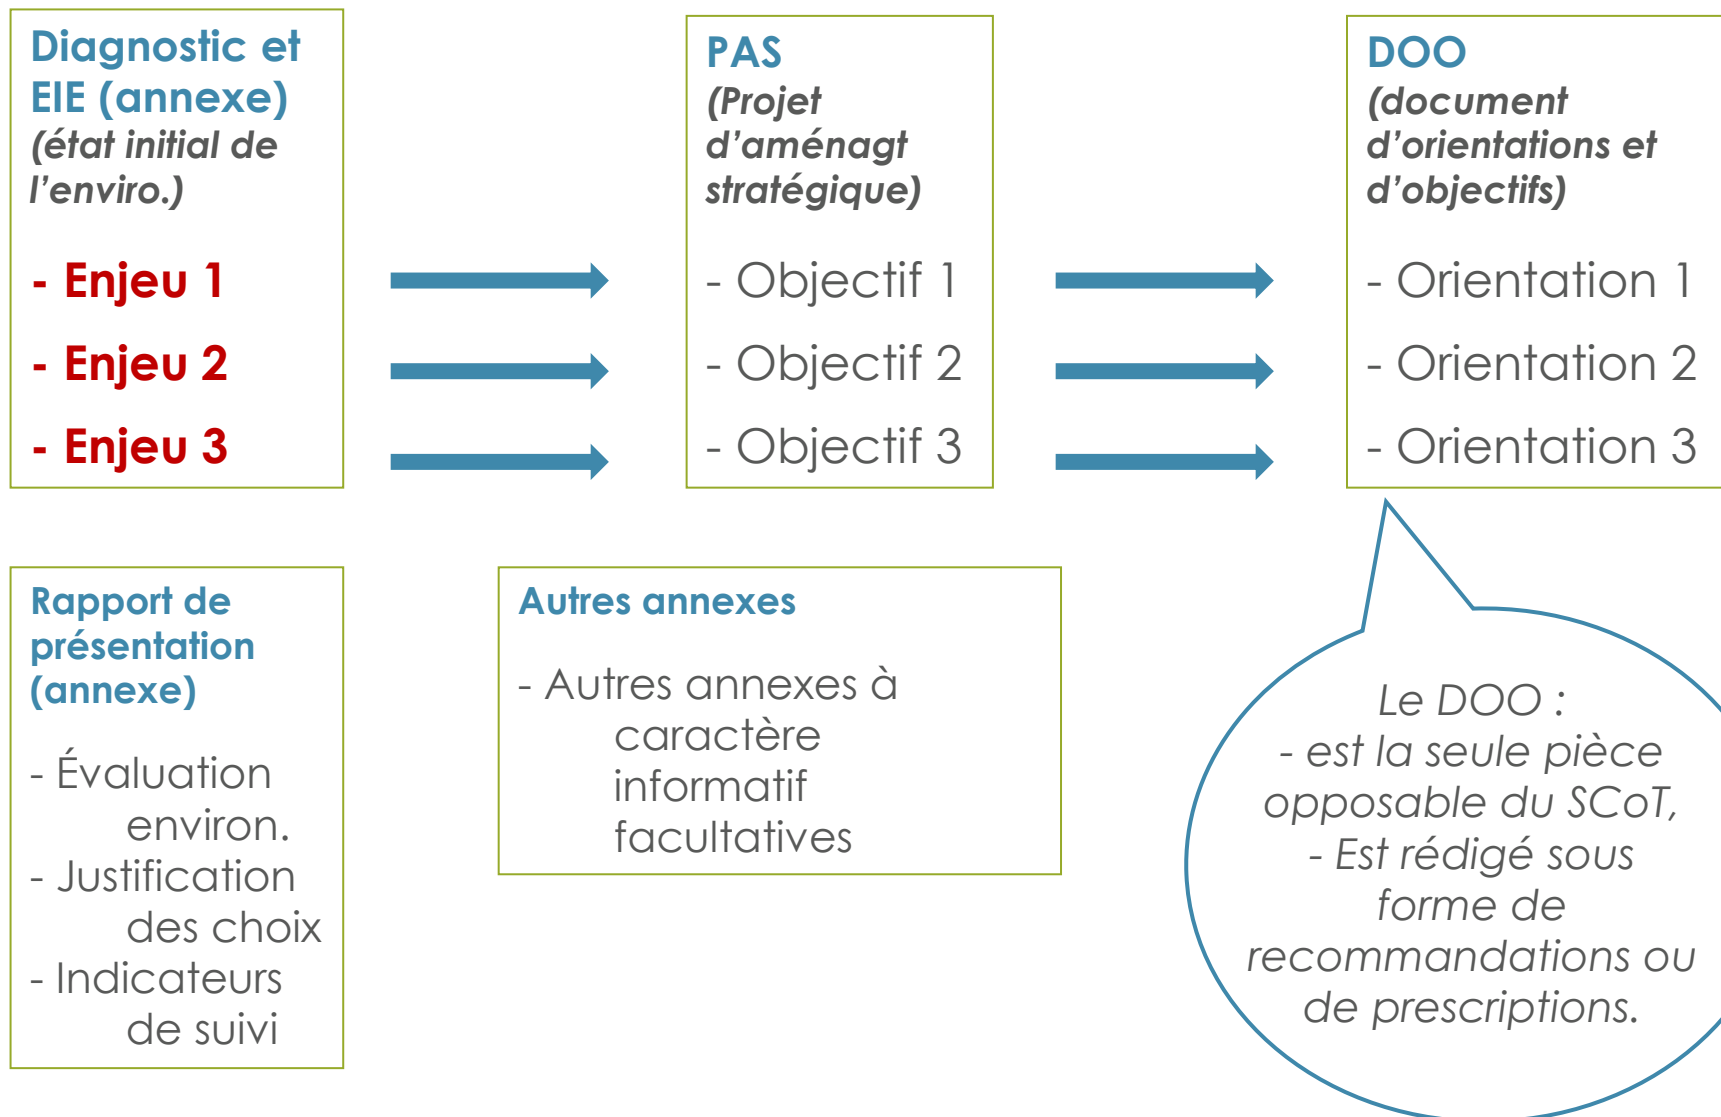 Diagnostic et
EIE (annexe)
(état initial de
l’enviro.)
- Enjeu 1
- Enjeu 2
- Enjeu 3
PAS
(Projet
d’aménagt
stratégique)
- Objectif 1
- Objectif 2
- Objectif 3
DOO
(document
d’orientations et
d’objectifs)
- Orientation 1
- Orientation 2
- Orientation 3
Rapport de
présentation
(annexe)
- Évaluation
environ.
- Justification
des choix
- Indicateurs
de suivi
Autres annexes
- Autres annexes à
caractère
informatif
facultatives
Le DOO :
- est la seule pièce
opposable du SCoT,
- Est rédigé sous
forme de
recommandations ou
de prescriptions.